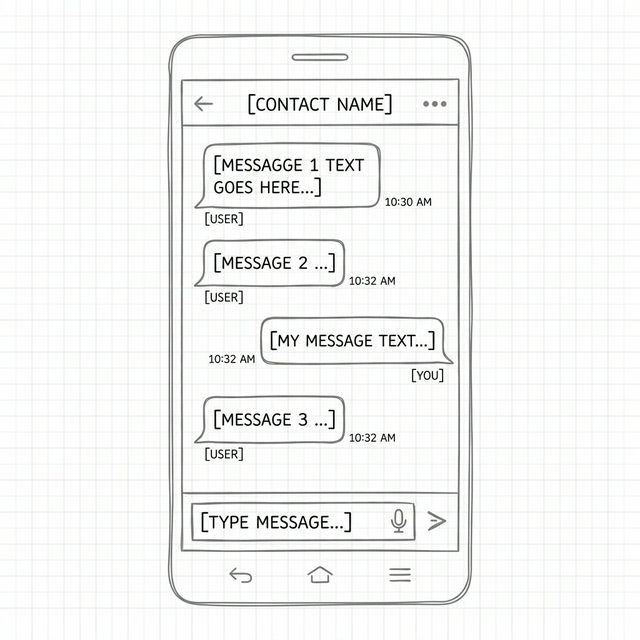 [CONTACT NAME]
[MESSAGGE 1 TEXT
GOES HERE...]
10:30 AM
[USER]
[MESSAGE 2 ...]
10:32 AM
[USER]
[MY MESSAGE TEXT...]
10:32 AM
[YOU]
[MESSAGE 3 ...]
10:32 AM
[USER]
[TYPE MESSAGE...]